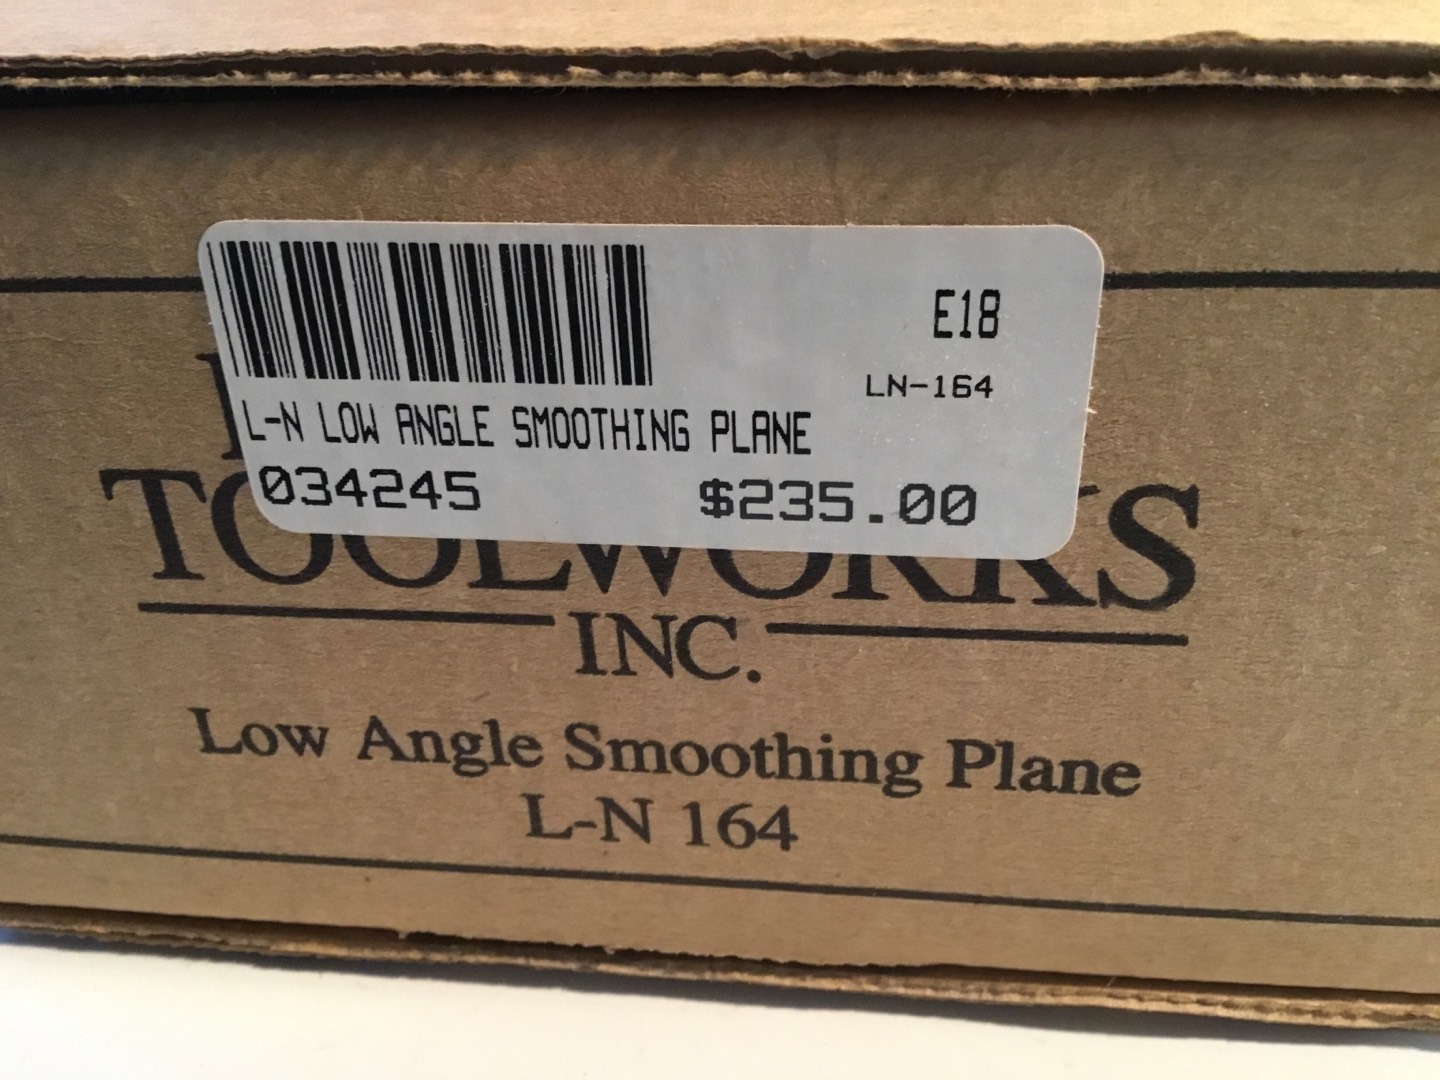 E18
LN-164
L-N LOW ANGLE SMOOTHING PLANE
034245 $235.00
TOOLWORKS
INC.
Low Angle Smoothing Plane
L-N 164